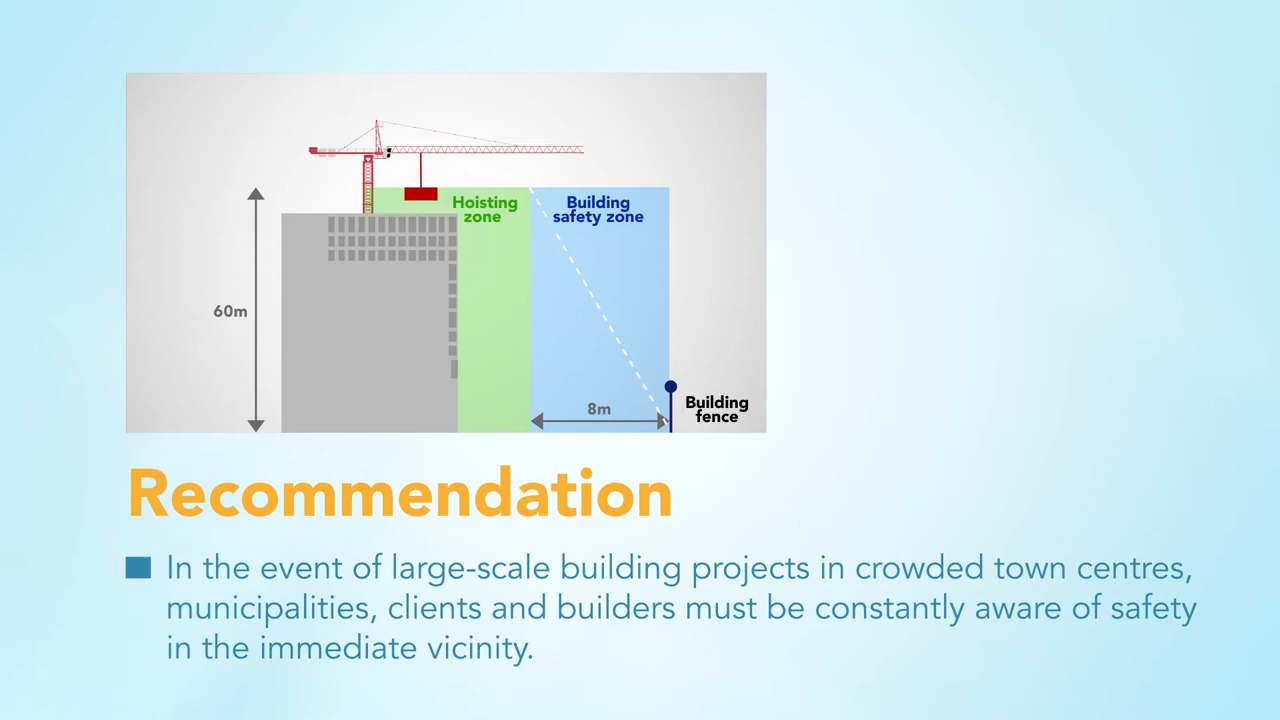 Hoisting
zone
Building
safety zone
60m
8m
Building
fence
Recommendation
In the event of large-scale building projects in crowded town centres,
municipalities, clients and builders must be constantly aware of safety
in the immediate vicinity.